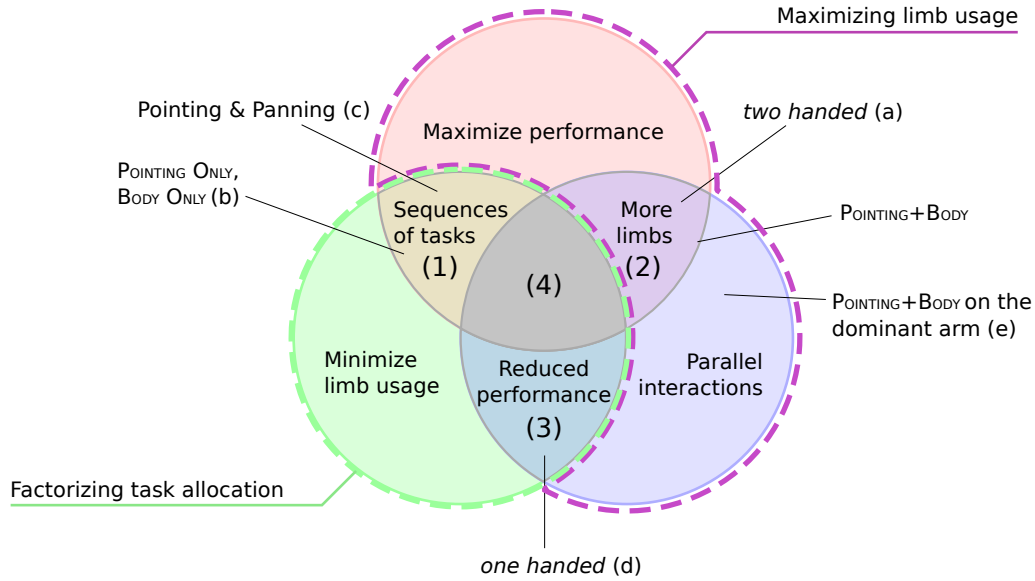 Maximizing limb usage
Pointing & Panning (c)
two handed (a)
Maximize performance
Pointing Only,
Body Only (b)
Sequences
of tasks
(1)
More
limbs
(2)
Pointing+Body
(4)
Pointing+Body on the
dominant arm (e)
Minimize
limb usage
Reduced
performance
(3)
Parallel
interactions
Factorizing task allocation
one handed (d)